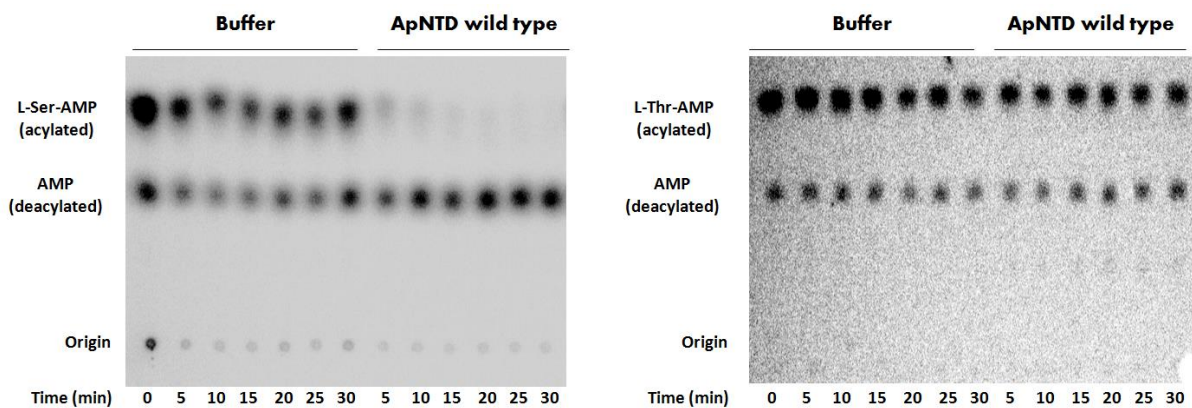 Buffer ApNTD wild type
L-Ser-AMP
(acylated)
AMP
(deacylated)
Origin
Time (min) 0 5 10 15 20 25 30 5 10 15 20 25 30
Buffer ApNTD wild type
L-Thr-AMP
(acylated)
AMP
(deacylated)
Origin
Time (min) 0 5 10 15 20 25 30 5 10 15 20 25 30